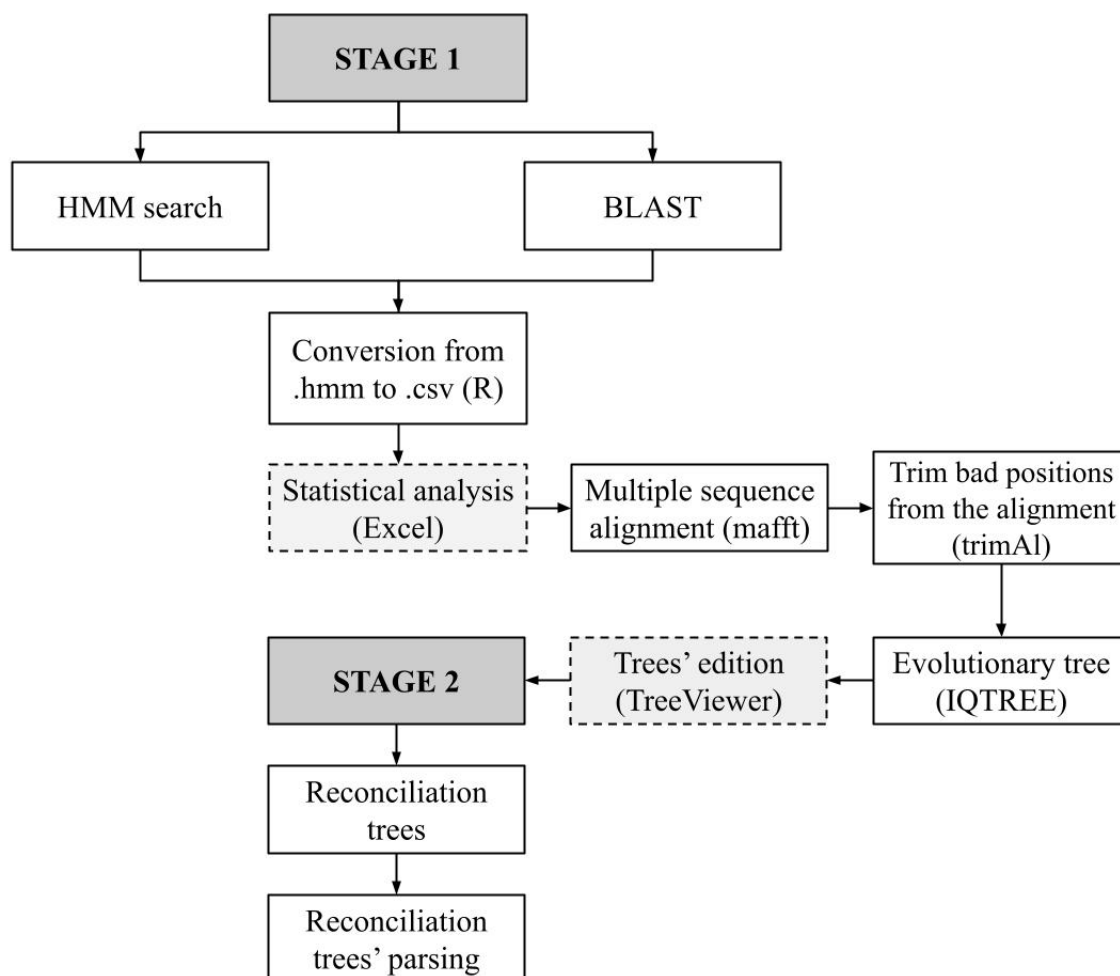 STAGE 1
HMM search
BLAST
Conversion from
.hmm to .csv (R)
Statistical analysis
(Excel)
Multiple sequence
alignment (mafft)
Trim bad positions
from the alignment
(trimAl)
Evolutionary tree
(IQTREE)
Trees’ edition
(TreeViewer)
STAGE 2
Reconciliation
trees
Reconciliation
trees’ parsing